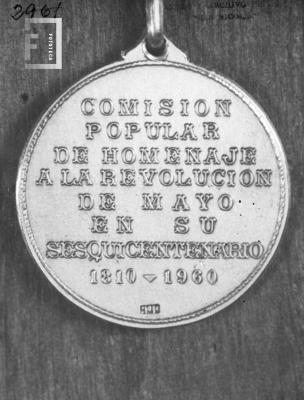 2961
FOTOTECA
COMISION
POPULAR
DE HOMENAJE
A LA REVOLUCION
DE MAYO
EN SU
SESQUICENTENARIO
1810 - 1960